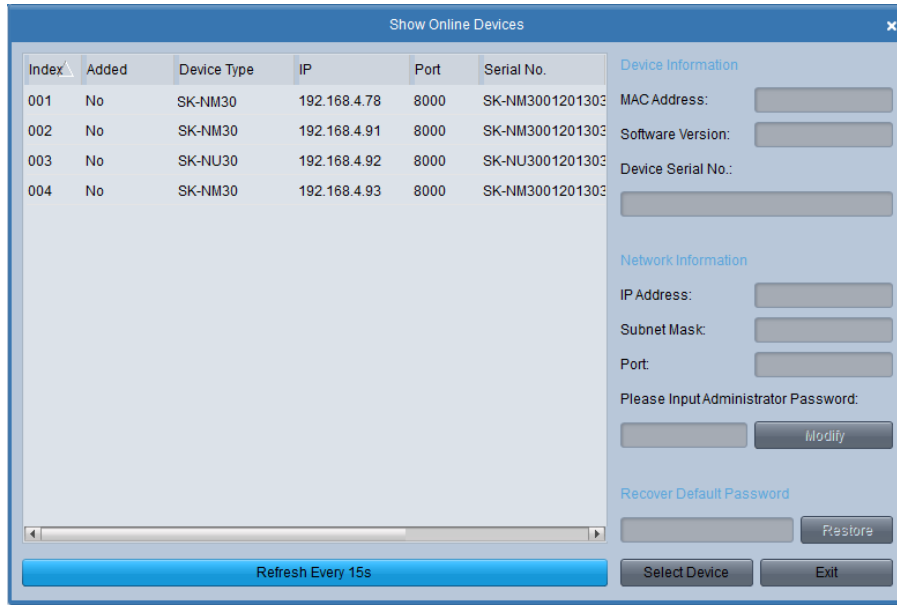 Show Online Devices
Index Added Device Type IP Port Serial No.
001 No SK-NM30 192.168.4.78 8000 SK-NM3001201303
002 No SK-NM30 192.168.4.91 8000 SK-NM3001201303
003 No SK-NU30 192.168.4.92 8000 SK-NU3001201303
004 No SK-NM30 192.168.4.93 8000 SK-NM3001201303
Refresh Every 15s
Device Information
MAC Address:
Software Version:
Device Serial No.:
Network Information
IP Address:
Subnet Mask:
Port:
Please Input Administrator Password:
Modify
Recover Default Password
Restore
Select Device Exit